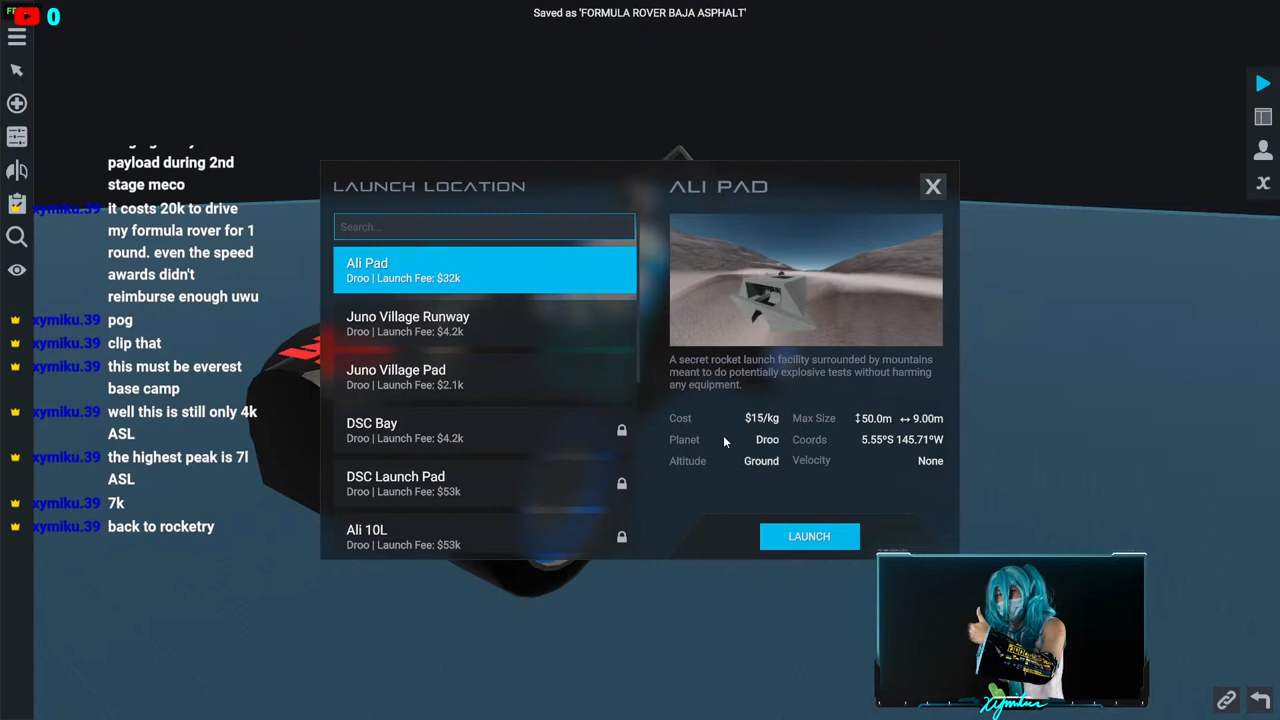 0
Saved as 'FORMULA ROVER BAJA ASPHALT'
payload during 2nd
stage meco
xymiku.39 it costs 20k to drive
my formula rover for 1
round. even the speed
awards didn't
reimburse enough uwu
xymiku.39 pog
xymiku.39 clip that
xymiku.39 this must be everest
base camp
xymiku.39 well this is still only 4k
ASL
xymiku.39 the highest peak is 7l
ASL
xymiku.39 7k
xymiku.39 back to rocketry
LAUNCH LOCATION
Search...
Ali Pad
Droo | Launch Fee: $32k
Juno Village Runway
Droo | Launch Fee: $4.2k
Juno Village Pad
Droo | Launch Fee: $2.1k
DSC Bay
Droo | Launch Fee: $4.2k
DSC Launch Pad
Droo | Launch Fee: $53k
Ali 10L
Droo | Launch Fee: $53k
ALI PAD
X
A secret rocket launch facility surrounded by mountains
meant to do potentially explosive tests without harming
any equipment.
Cost $15/kg Max Size ↕50.0m ↔ 9.00m
Planet Droo Coords 5.55ºS 145.71ºW
Altitude Ground Velocity None
LAUNCH
x
xymiku